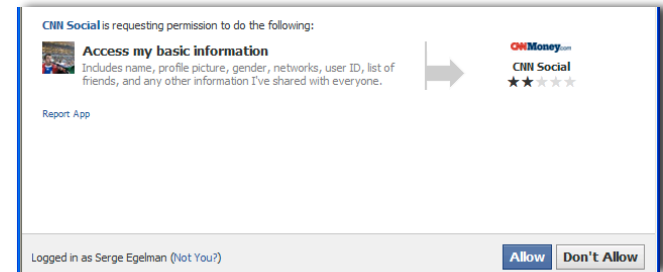 CNN Social is requesting permission to do the following:
Access my basic information
Includes name, profile picture, gender, networks, user ID, list of
friends, and any other information I've shared with everyone.
Report App
CNNMoney.com
CNN Social
Logged in as Serge Egelman (Not You?)
Allow
Don't Allow